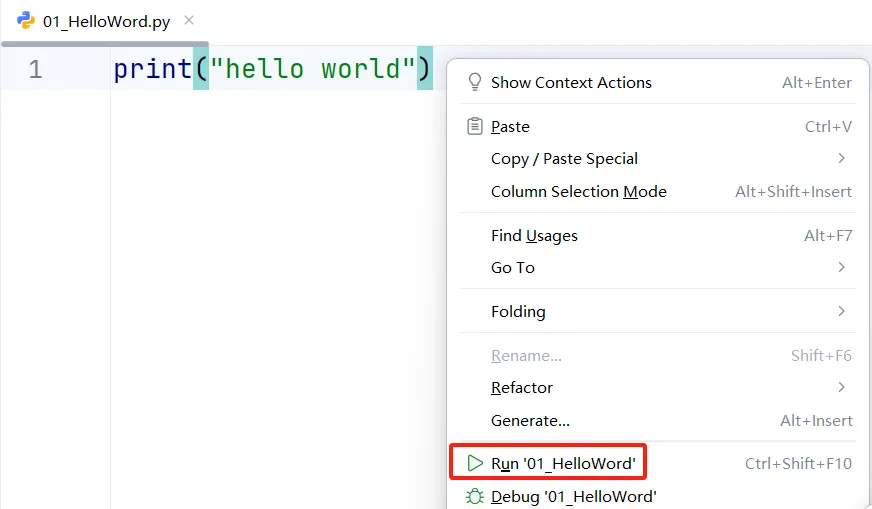 01_HelloWord.py
1 print("hello world")
Show Context Actions Alt+Enter
Paste Ctrl+V
Copy / Paste Special
Column Selection Mode Alt+Shift+Insert
Find Usages Alt+F7
Go To
Folding
Rename... Shift+F6
Refactor
Generate... Alt+Insert
Run '01_HelloWord' Ctrl+Shift+F10
Debug '01_HelloWord'